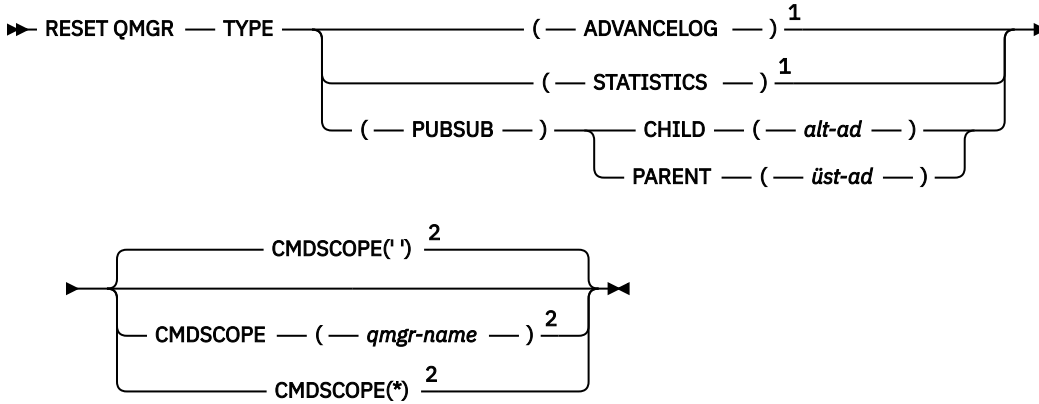 RESET QMGR TYPE ( ADVANCELOG ) 1
( STATISTICS ) 1
( PUBSUB ) CHILD ( alt-ad )
PARENT ( üst-ad )
CMDSCOPE(' ') 2
CMDSCOPE ( qmgr-name ) 2
CMDSCOPE(*) 2